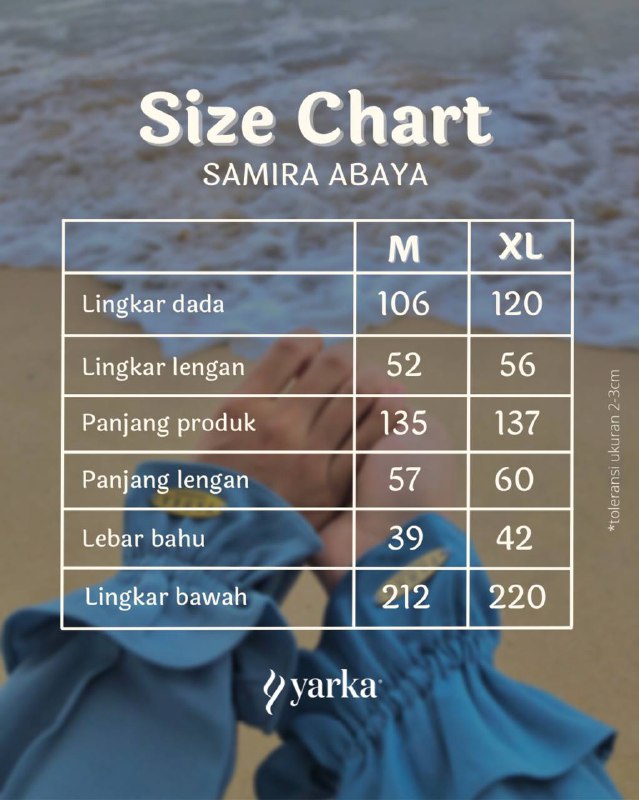 Size Chart
SAMIRA ABAYA
M XL
Lingkar dada 106 120
Lingkar lengan 52 56
Panjang produk 135 137
Panjang lengan 57 60
Lebar bahu 39 42
Lingkar bawah 212 220
*toleransi ukuran 2-3cm
yarka®